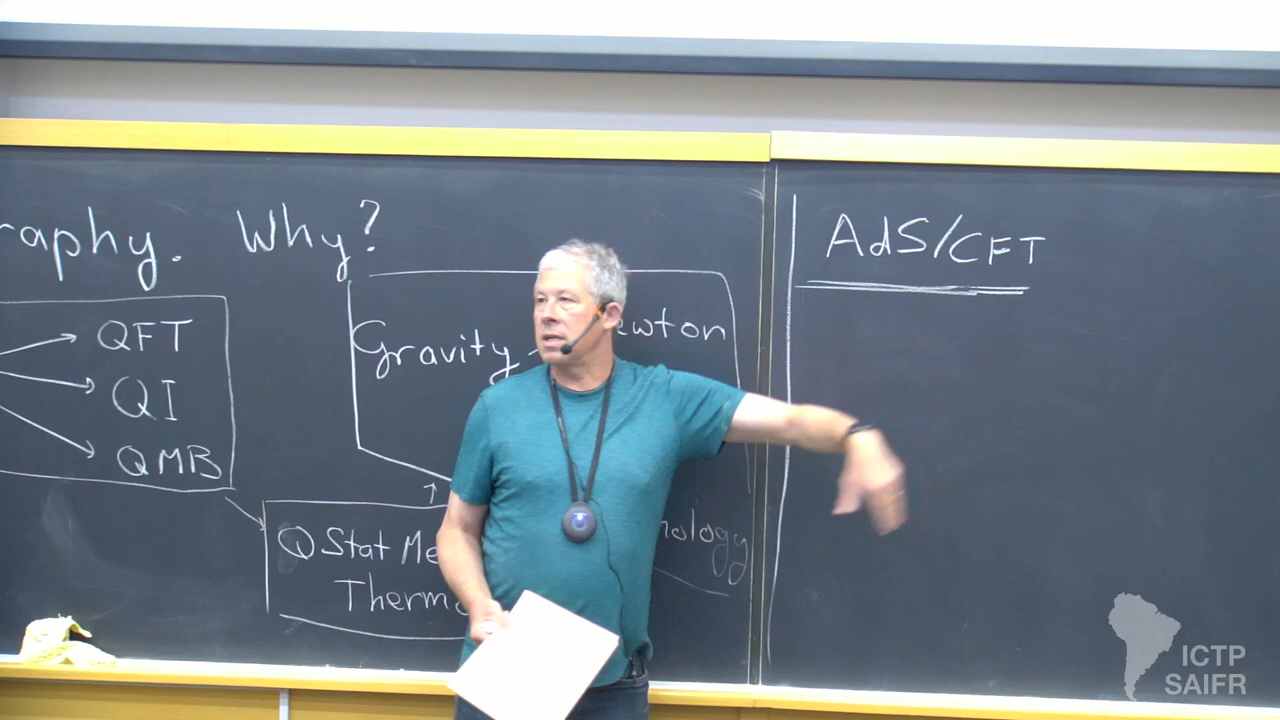 raphy. Why?
AdS/CFT
QFT
QI
QMB
Gravity
ewton
Q Stat Me
Therm
nology
ICTP
SAIFR